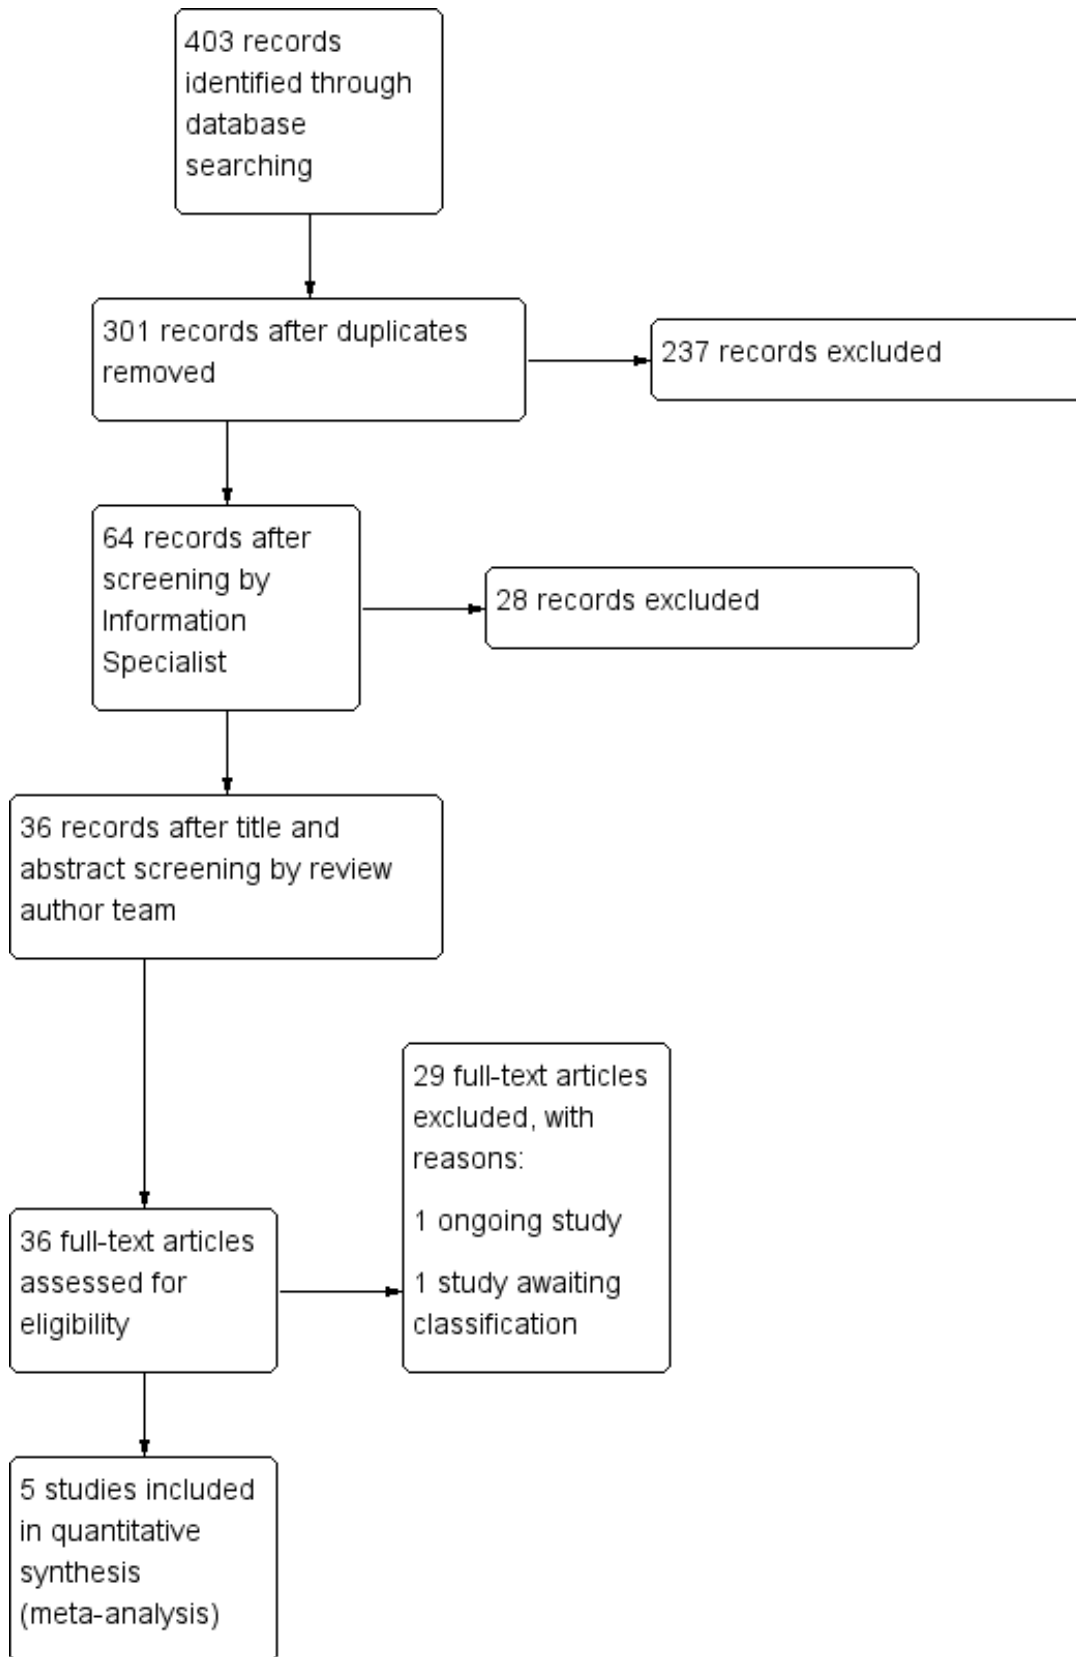 403 records
identified through
database
searching
301 records after duplicates
removed
237 records excluded
64 records after
screening by
Information
Specialist
28 records excluded
36 records after title and
abstract screening by review
author team
29 full-text articles
excluded, with
reasons:
1 ongoing study
1 study awaiting
classification
36 full-text articles
assessed for
eligibility
5 studies included
in quantitative
synthesis
(meta-analysis)